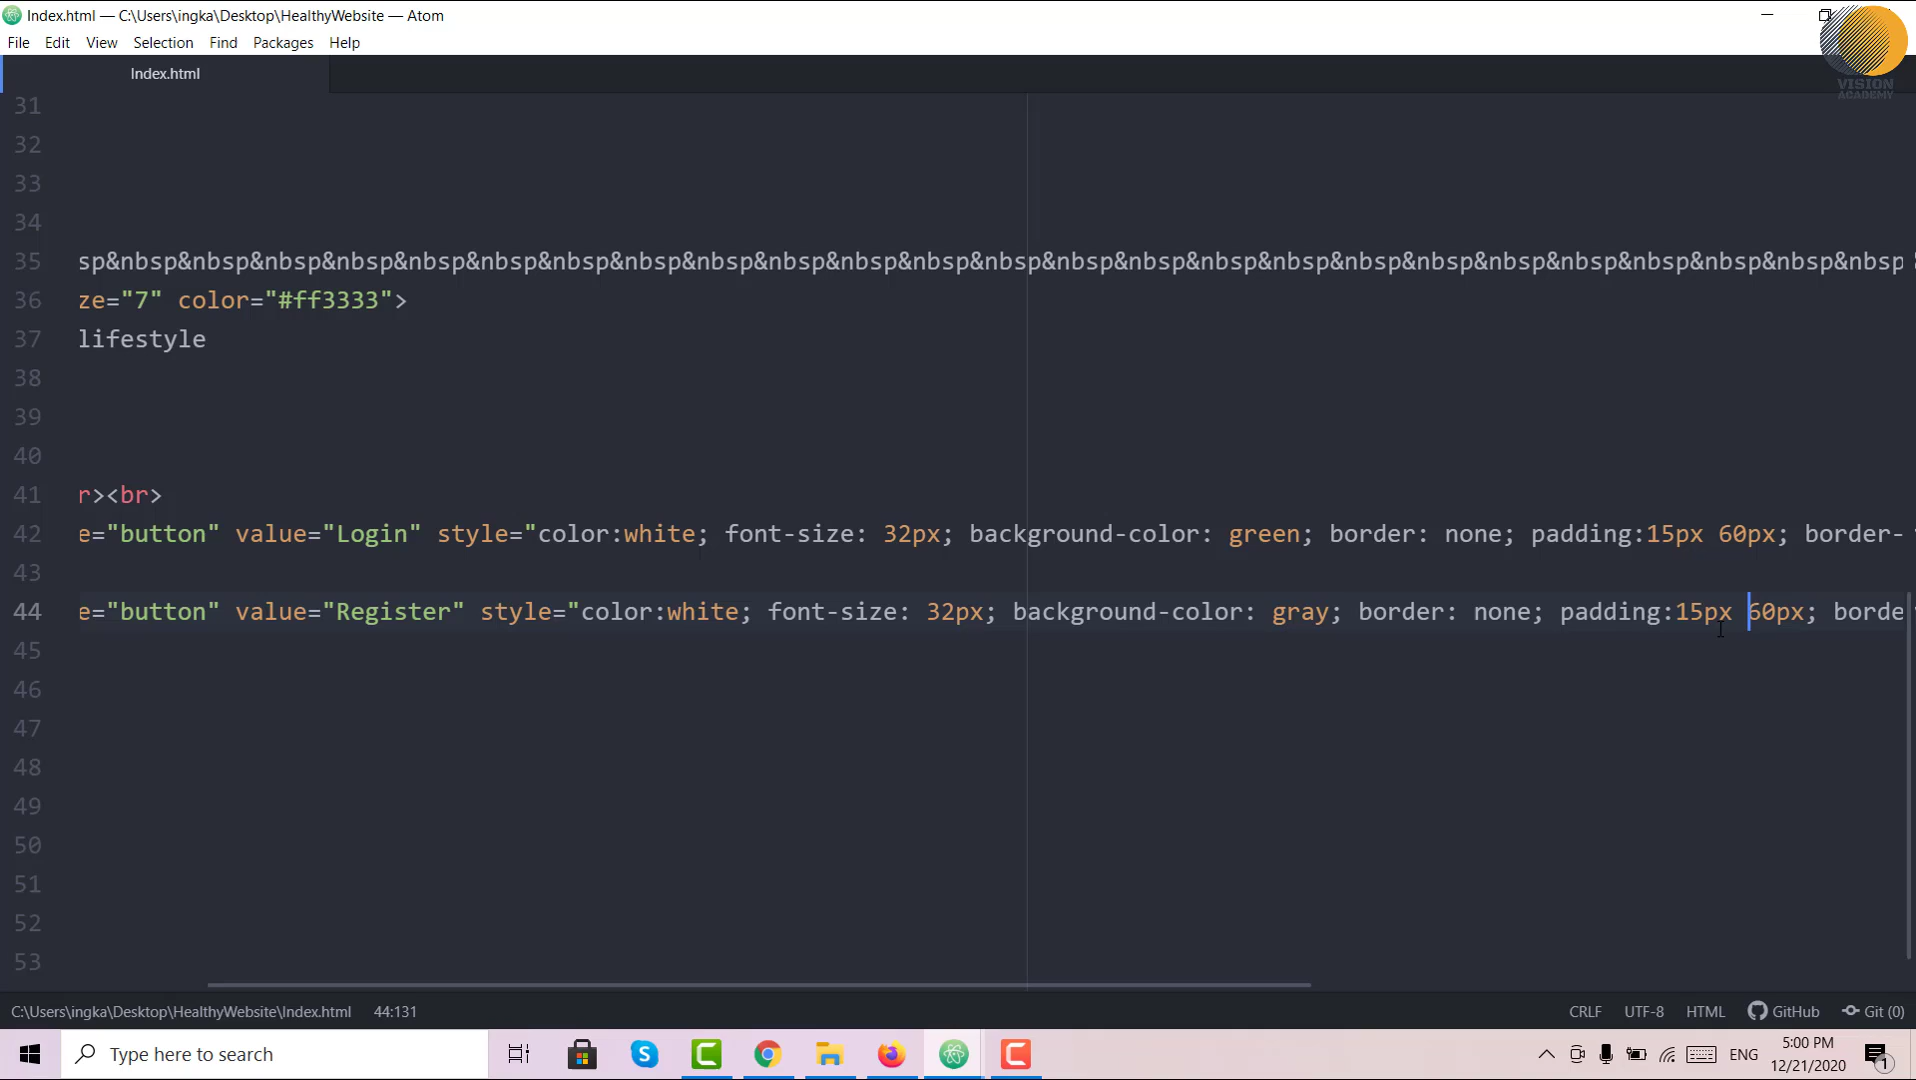 Index.html — C:\Users\ingka\Desktop\HealthyWebsite — Atom
File Edit View Selection Find Packages Help
VISION
ACADEMY
Index.html
31
32
33
34
35 sp&nbsp&nbsp&nbsp&nbsp&nbsp&nbsp&nbsp&nbsp&nbsp&nbsp&nbsp&nbsp&nbsp&nbsp&nbsp&nbsp&nbsp&nbsp&nbsp&nbsp&nbsp&nbsp&nbsp&nbsp&nbsp
36 ze="7" color="#ff3333">
37 lifestyle
38
39
40
41 r><br>
42 e="button" value="Login" style="color:white; font-size: 32px; background-color: green; border: none; padding:15px 60px; border-
43
44 e="button" value="Register" style="color:white; font-size: 32px; background-color: gray; border: none; padding:15px 60px; borde
45
46
47
48
49
50
51
52
53
C:\Users\ingka\Desktop\HealthyWebsite\Index.html 44:131 CRLF UTF-8 HTML GitHub Git (0)
Type here to search ENG 5:00 PM 12/21/2020 1